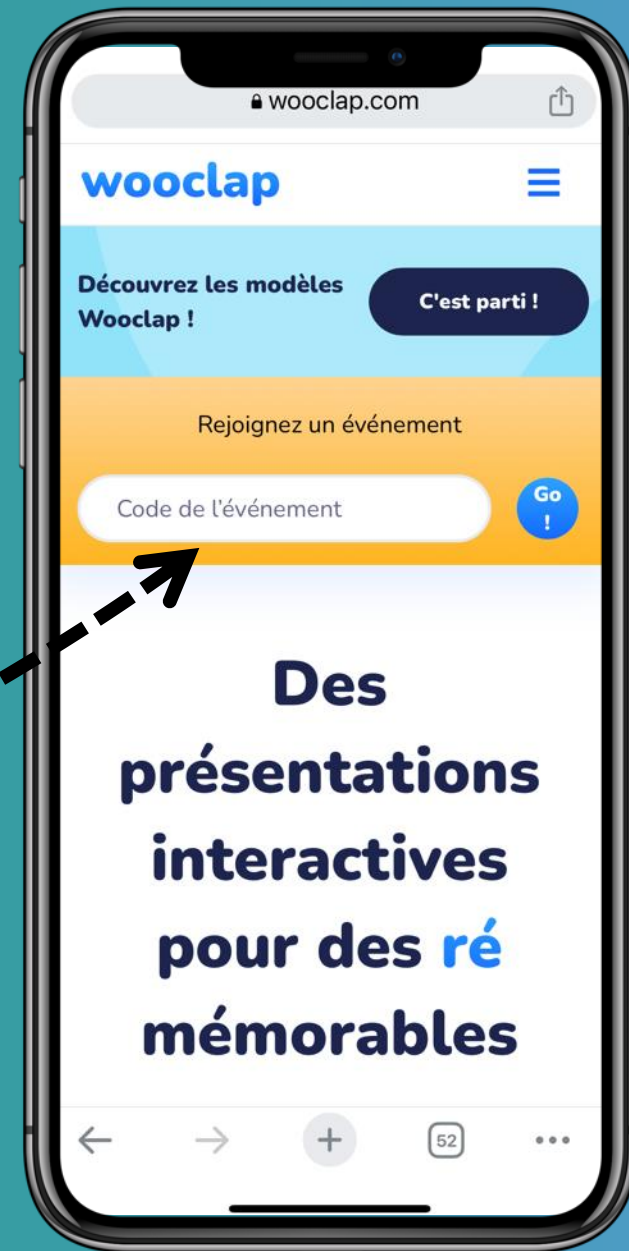 wooclap.com
wooclap
Découvrez les modèles
Wooclap !
C'est parti !
Rejoignez un événement
Code de l'événement
Go
!
Des
présentations
interactives
pour des ré
mémorables
52